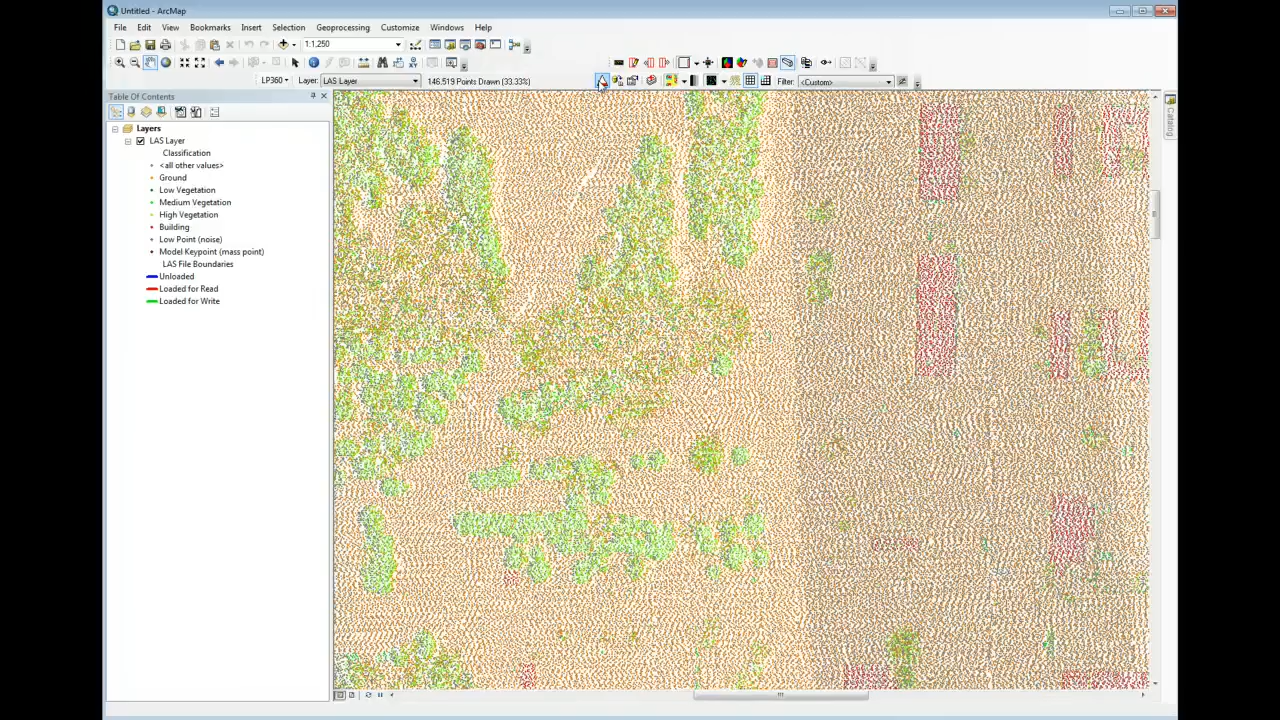 Untitled - ArcMap
File Edit View Bookmarks Insert Selection Geoprocessing Customize Windows Help
1:1,250
LP360 Layer: LAS Layer 146,519 Points Drawn (33.33%) Filter: <Custom>
Table Of Contents
Catalog
Layers
LAS Layer
Classification
<all other values>
Ground
Low Vegetation
Medium Vegetation
High Vegetation
Building
Low Point (noise)
Model Keypoint (mass point)
LAS File Boundaries
Unloaded
Loaded for Read
Loaded for Write